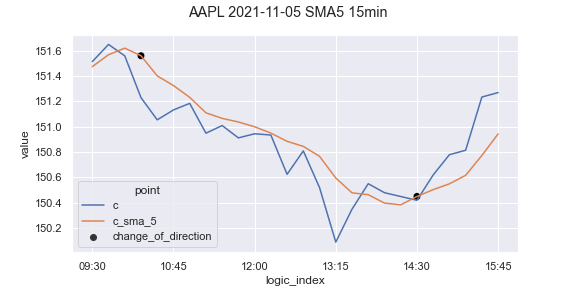 AAPL 2021-11-05 SMA5 15min
151.6
151.4
151.2
151.0
150.8
150.6
150.4
150.2
value
point
c
c_sma_5
change_of_direction
09:30 10:45 12:00 13:15 14:30 15:45
logic_index